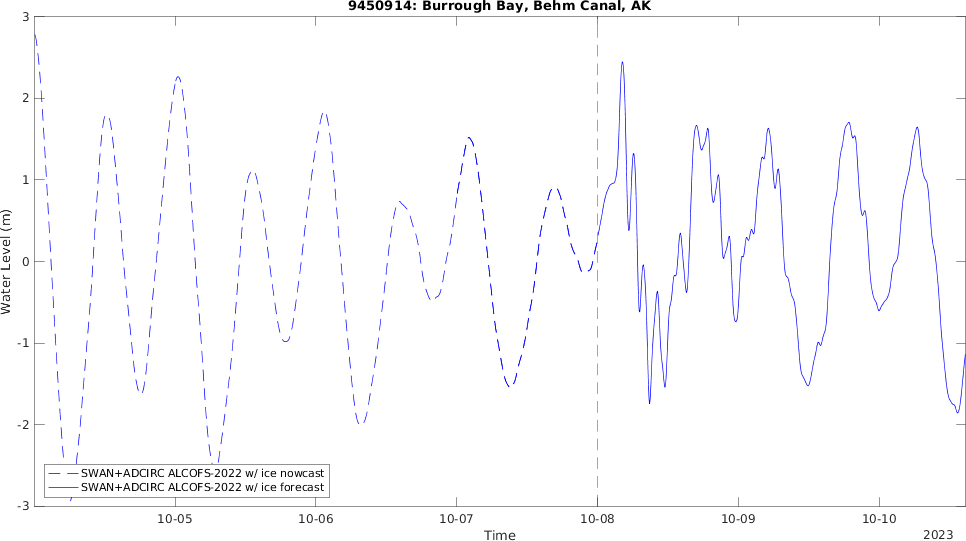 9450914: Burrough Bay, Behm Canal, AK
3
2
1
0
-1
-2
-3
Water Level (m)
SWAN+ADCIRC ALCOFS-2022 w/ ice nowcast
SWAN+ADCIRC ALCOFS-2022 w/ ice forecast
10-05 10-06 10-07 10-08 10-09 10-10
Time
2023